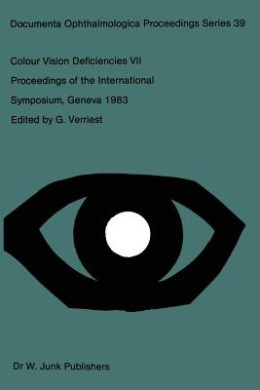 Documenta Ophthalmologica Proceedings Series 39
Colour Vision Deficiencies VII
Proceedings of the International
Symposium, Geneva 1983
Edited by G. Verriest
Dr W. Junk Publishers